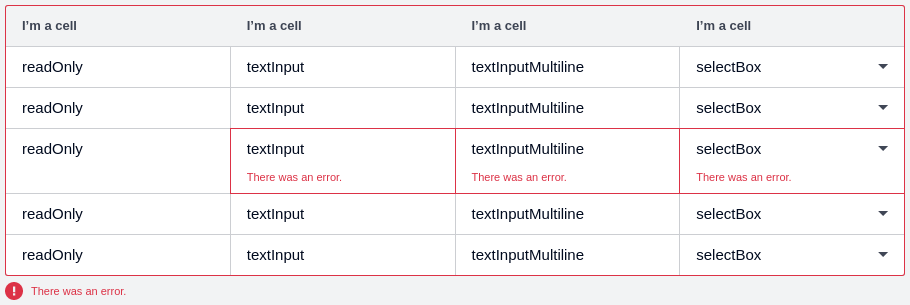 I'm a cell I'm a cell I'm a cell I'm a cell
readOnly textInput textInputMultiline selectBox
readOnly textInput textInputMultiline selectBox
readOnly textInput textInputMultiline selectBox
There was an error. There was an error. There was an error.
readOnly textInput textInputMultiline selectBox
readOnly textInput textInputMultiline selectBox
There was an error.